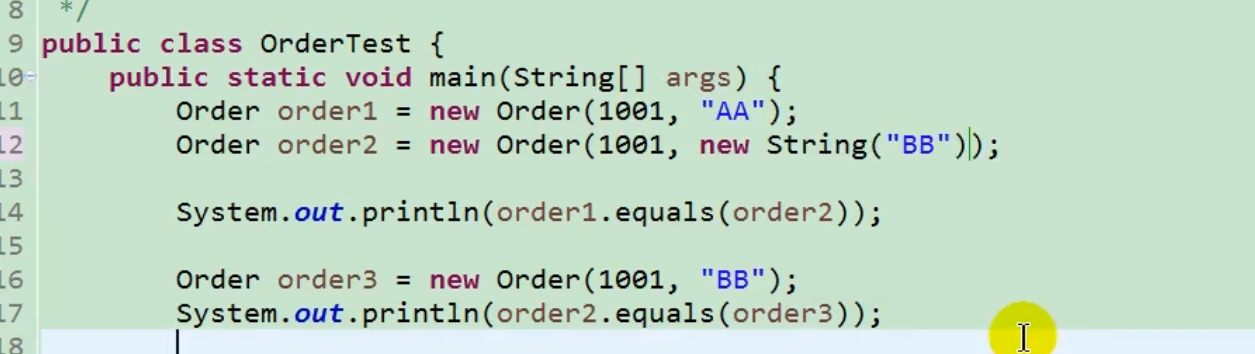 8 */
9 public class OrderTest {
10 public static void main(String[] args) {
11 Order order1 = new Order(1001, "AA");
12 Order order2 = new Order(1001, new String("BB"));
13
14 System.out.println(order1.equals(order2));
15
16 Order order3 = new Order(1001, "BB");
17 System.out.println(order2.equals(order3));
18